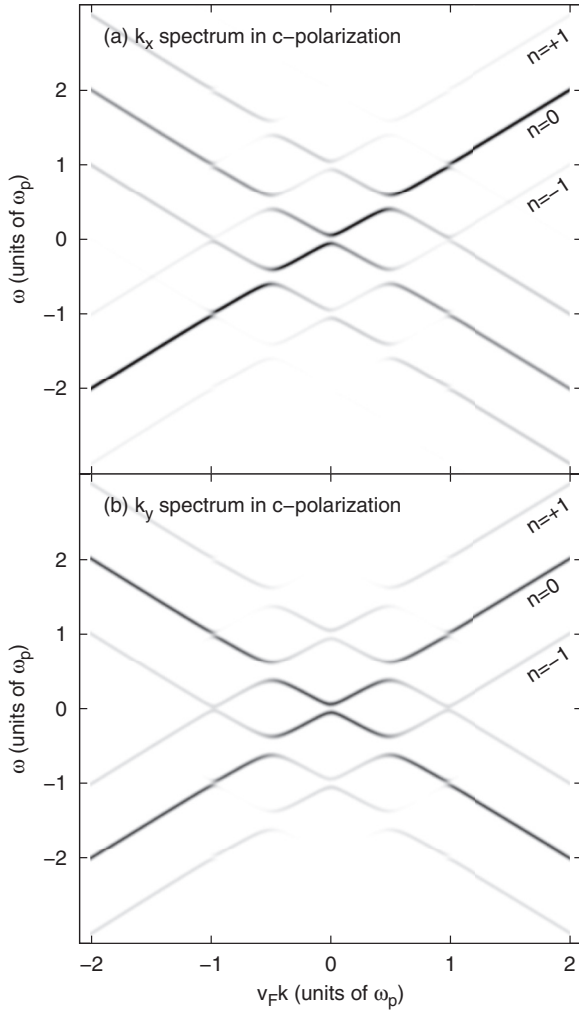 (a) kx spectrum in c−polarization
n=+1
n=0
n=−1
2
1
0
−1
−2
ω (units of ωp)
(b) ky spectrum in c−polarization
n=+1
n=0
n=−1
2
1
0
−1
−2
ω (units of ωp)
−2 −1 0 1 2
vFk (units of ωp)